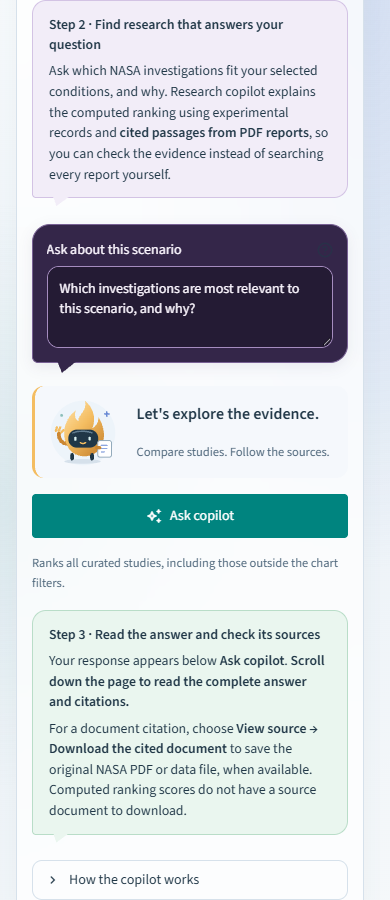 Step 2 · Find research that answers your
question
Ask which NASA investigations fit your selected
conditions, and why. Research copilot explains
the computed ranking using experimental
records and cited passages from PDF reports, so
you can check the evidence instead of searching
every report yourself.
Ask about this scenario
Which investigations are most relevant to
this scenario, and why?
Let's explore the evidence.
Compare studies. Follow the sources.
Ask copilot
Ranks all curated studies, including those outside the chart
filters.
Step 3 · Read the answer and check its sources
Your response appears below Ask copilot. Scroll
down the page to read the complete answer
and citations.
For a document citation, choose View source →
Download the cited document to save the
original NASA PDF or data file, when available.
Computed ranking scores do not have a source
document to download.
How the copilot works